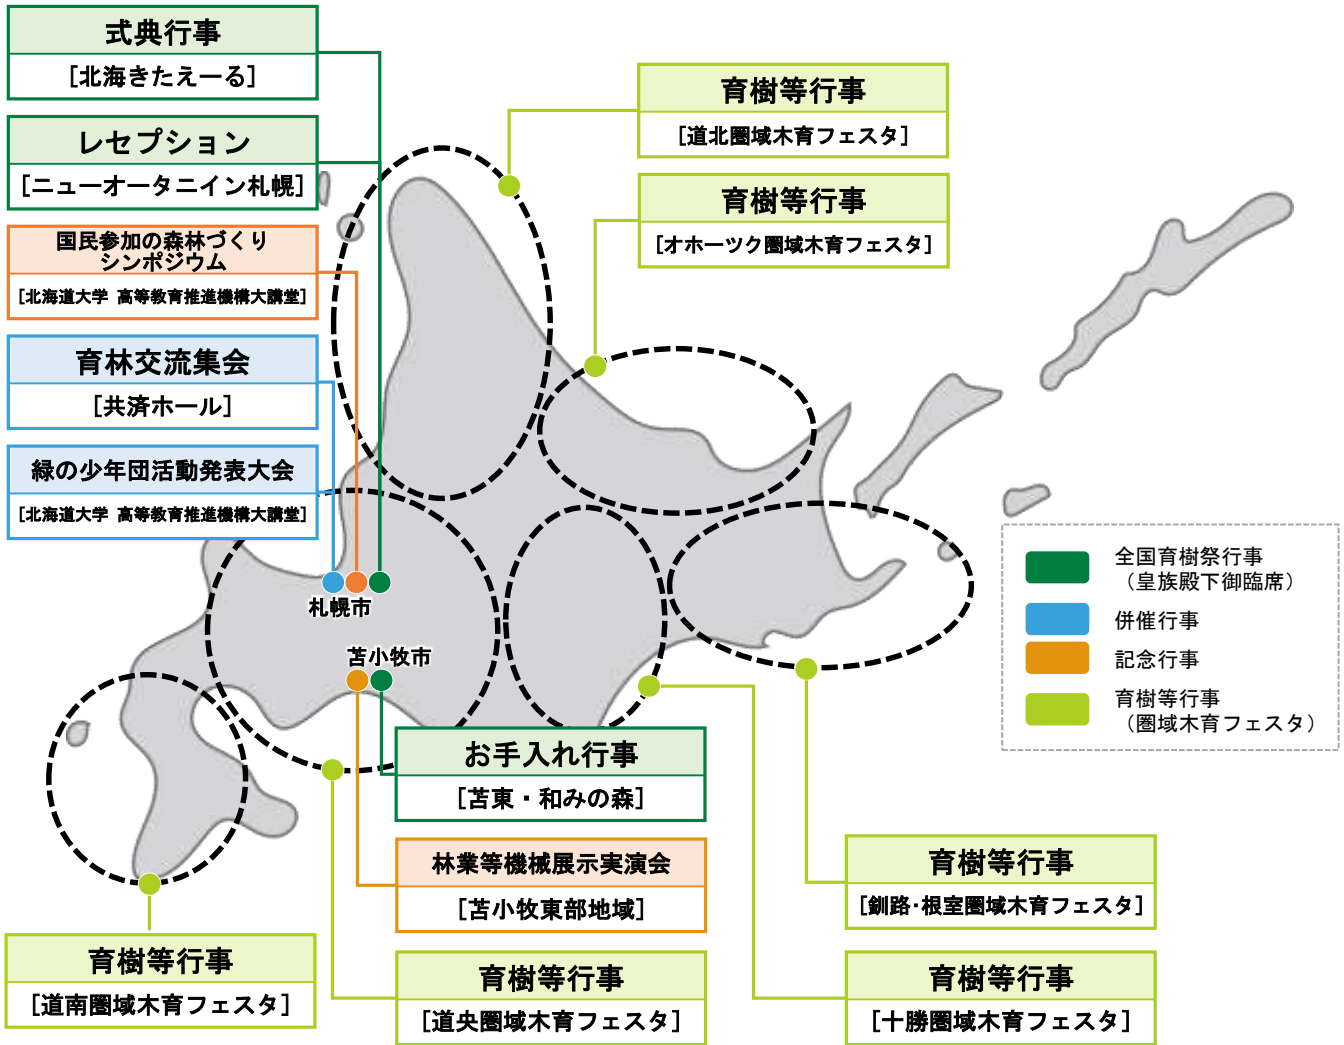 式典行事
［北海きたえーる］
レセプション
［ニューオータニイン札幌］
国民参加の森林づくり
シンポジウム
［北海道大学 高等教育推進機構大講堂］
育林交流集会
［共済ホール］
緑の少年団活動発表大会
［北海道大学 高等教育推進機構大講堂］
育樹等行事
［道北圏域木育フェスタ］
育樹等行事
［オホーツク圏域木育フェスタ］
札幌市
苫小牧市
全国育樹祭行事
（皇族殿下御臨席）
併催行事
記念行事
育樹等行事
（圏域木育フェスタ）
お手入れ行事
［苫東・和みの森］
林業等機械展示実演会
［苫小牧東部地域］
育樹等行事
［釧路・根室圏域木育フェスタ］
育樹等行事
［道南圏域木育フェスタ］
育樹等行事
［道央圏域木育フェスタ］
育樹等行事
［十勝圏域木育フェスタ］